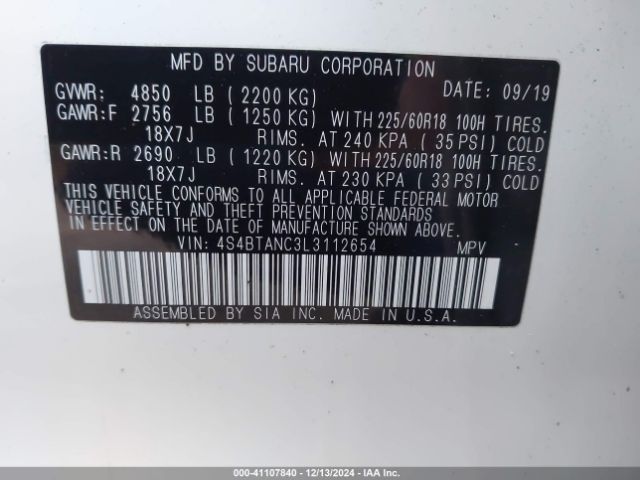 MFD BY SUBARU CORPORATION
GVWR: 4850 LB (2200 KG) DATE: 09/19
GAWR:F 2756 LB (1250 KG) WITH 225/60R18 100H TIRES.
18X7J RIMS. AT 240 KPA (35 PSI) COLD
GAWR:R 2690 LB (1220 KG) WITH 225/60R18 100H TIRES.
18X7J RIMS. AT 230 KPA (33 PSI) COLD
THIS VEHICLE CONFORMS TO ALL APPLICABLE FEDERAL MOTOR
VEHICLE SAFETY AND THEFT PREVENTION STANDARDS
IN EFFECT ON THE DATE OF MANUFACTURE SHOWN ABOVE.
VIN: 4S4BTANC3L3112654 MPV
ASSEMBLED BY SIA INC. MADE IN U.S.A.
000-41107840 - 12/13/2024 - IAA